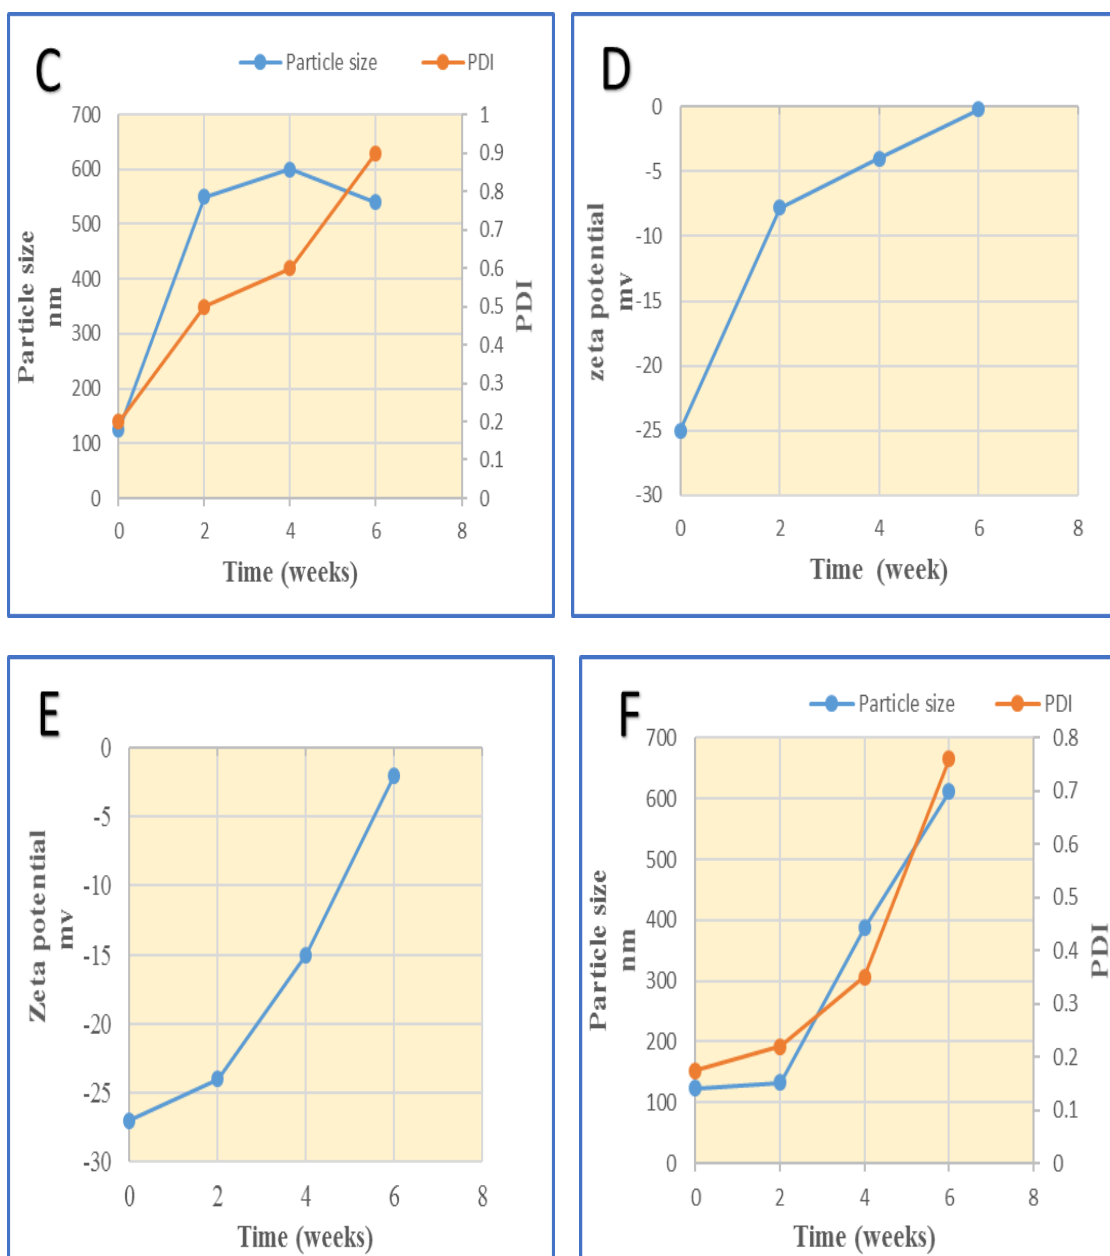 C
Particle size PDI
700
600
500
400
300
200
100
0
1
0.9
0.8
0.7
0.6
0.5
0.4
0.3
0.2
0.1
0
Particle size
nm
PDI
0 2 4 6 8
Time (weeks)
D
0
-5
-10
-15
-20
-25
-30
zeta potential
mv
0 2 4 6 8
Time (week)
E
0
-5
-10
-15
-20
-25
-30
Zeta potential
mv
0 2 4 6 8
Time (weeks)
F
Particle size PDI
700
600
500
400
300
200
100
0
0.8
0.7
0.6
0.5
0.4
0.3
0.2
0.1
0
Particle size
nm
PDI
0 2 4 6 8
Time (weeks)